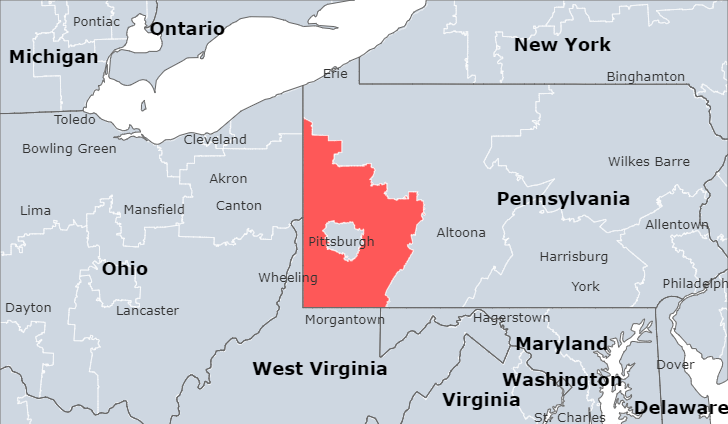 Pontiac
Ontario
Michigan
New York
Erie
Binghamton
Toledo
Cleveland
Bowling Green
Wilkes Barre
Akron
Pennsylvania
Canton
Lima
Mansfield
Allentown
Altoona
Pittsburgh
Harrisburg
Ohio
Wheeling
York
Philadelph
Dayton
Lancaster
Morgantown
Hagerstown
Maryland
Dover
West Virginia
Washington
Virginia
Delaware
St. Charles